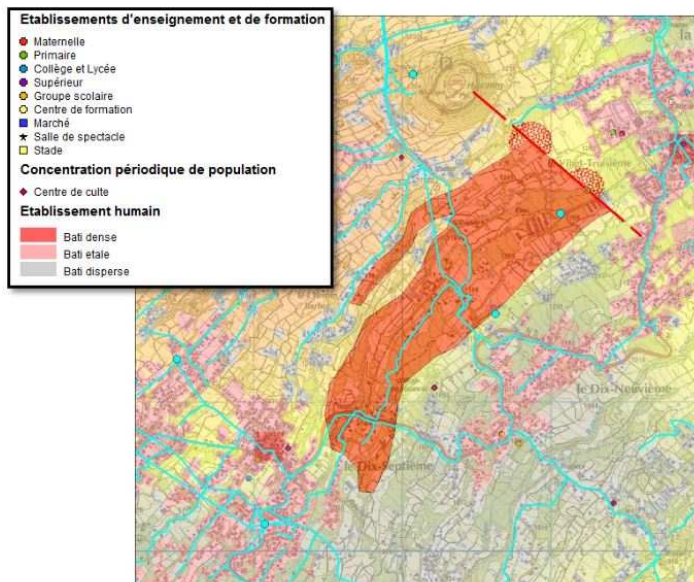 Etablissements d'enseignement et de formation
Maternelle
Primaire
Collège et Lycée
Supérieur
Groupe scolaire
Centre de formation
Marché
Salle de spectacle
Stade
Concentration périodique de population
Centre de culte
Etablissement humain
Bati dense
Bati etale
Bati disperse
la
la
le Dix-Neuvième
le Dix-Septième